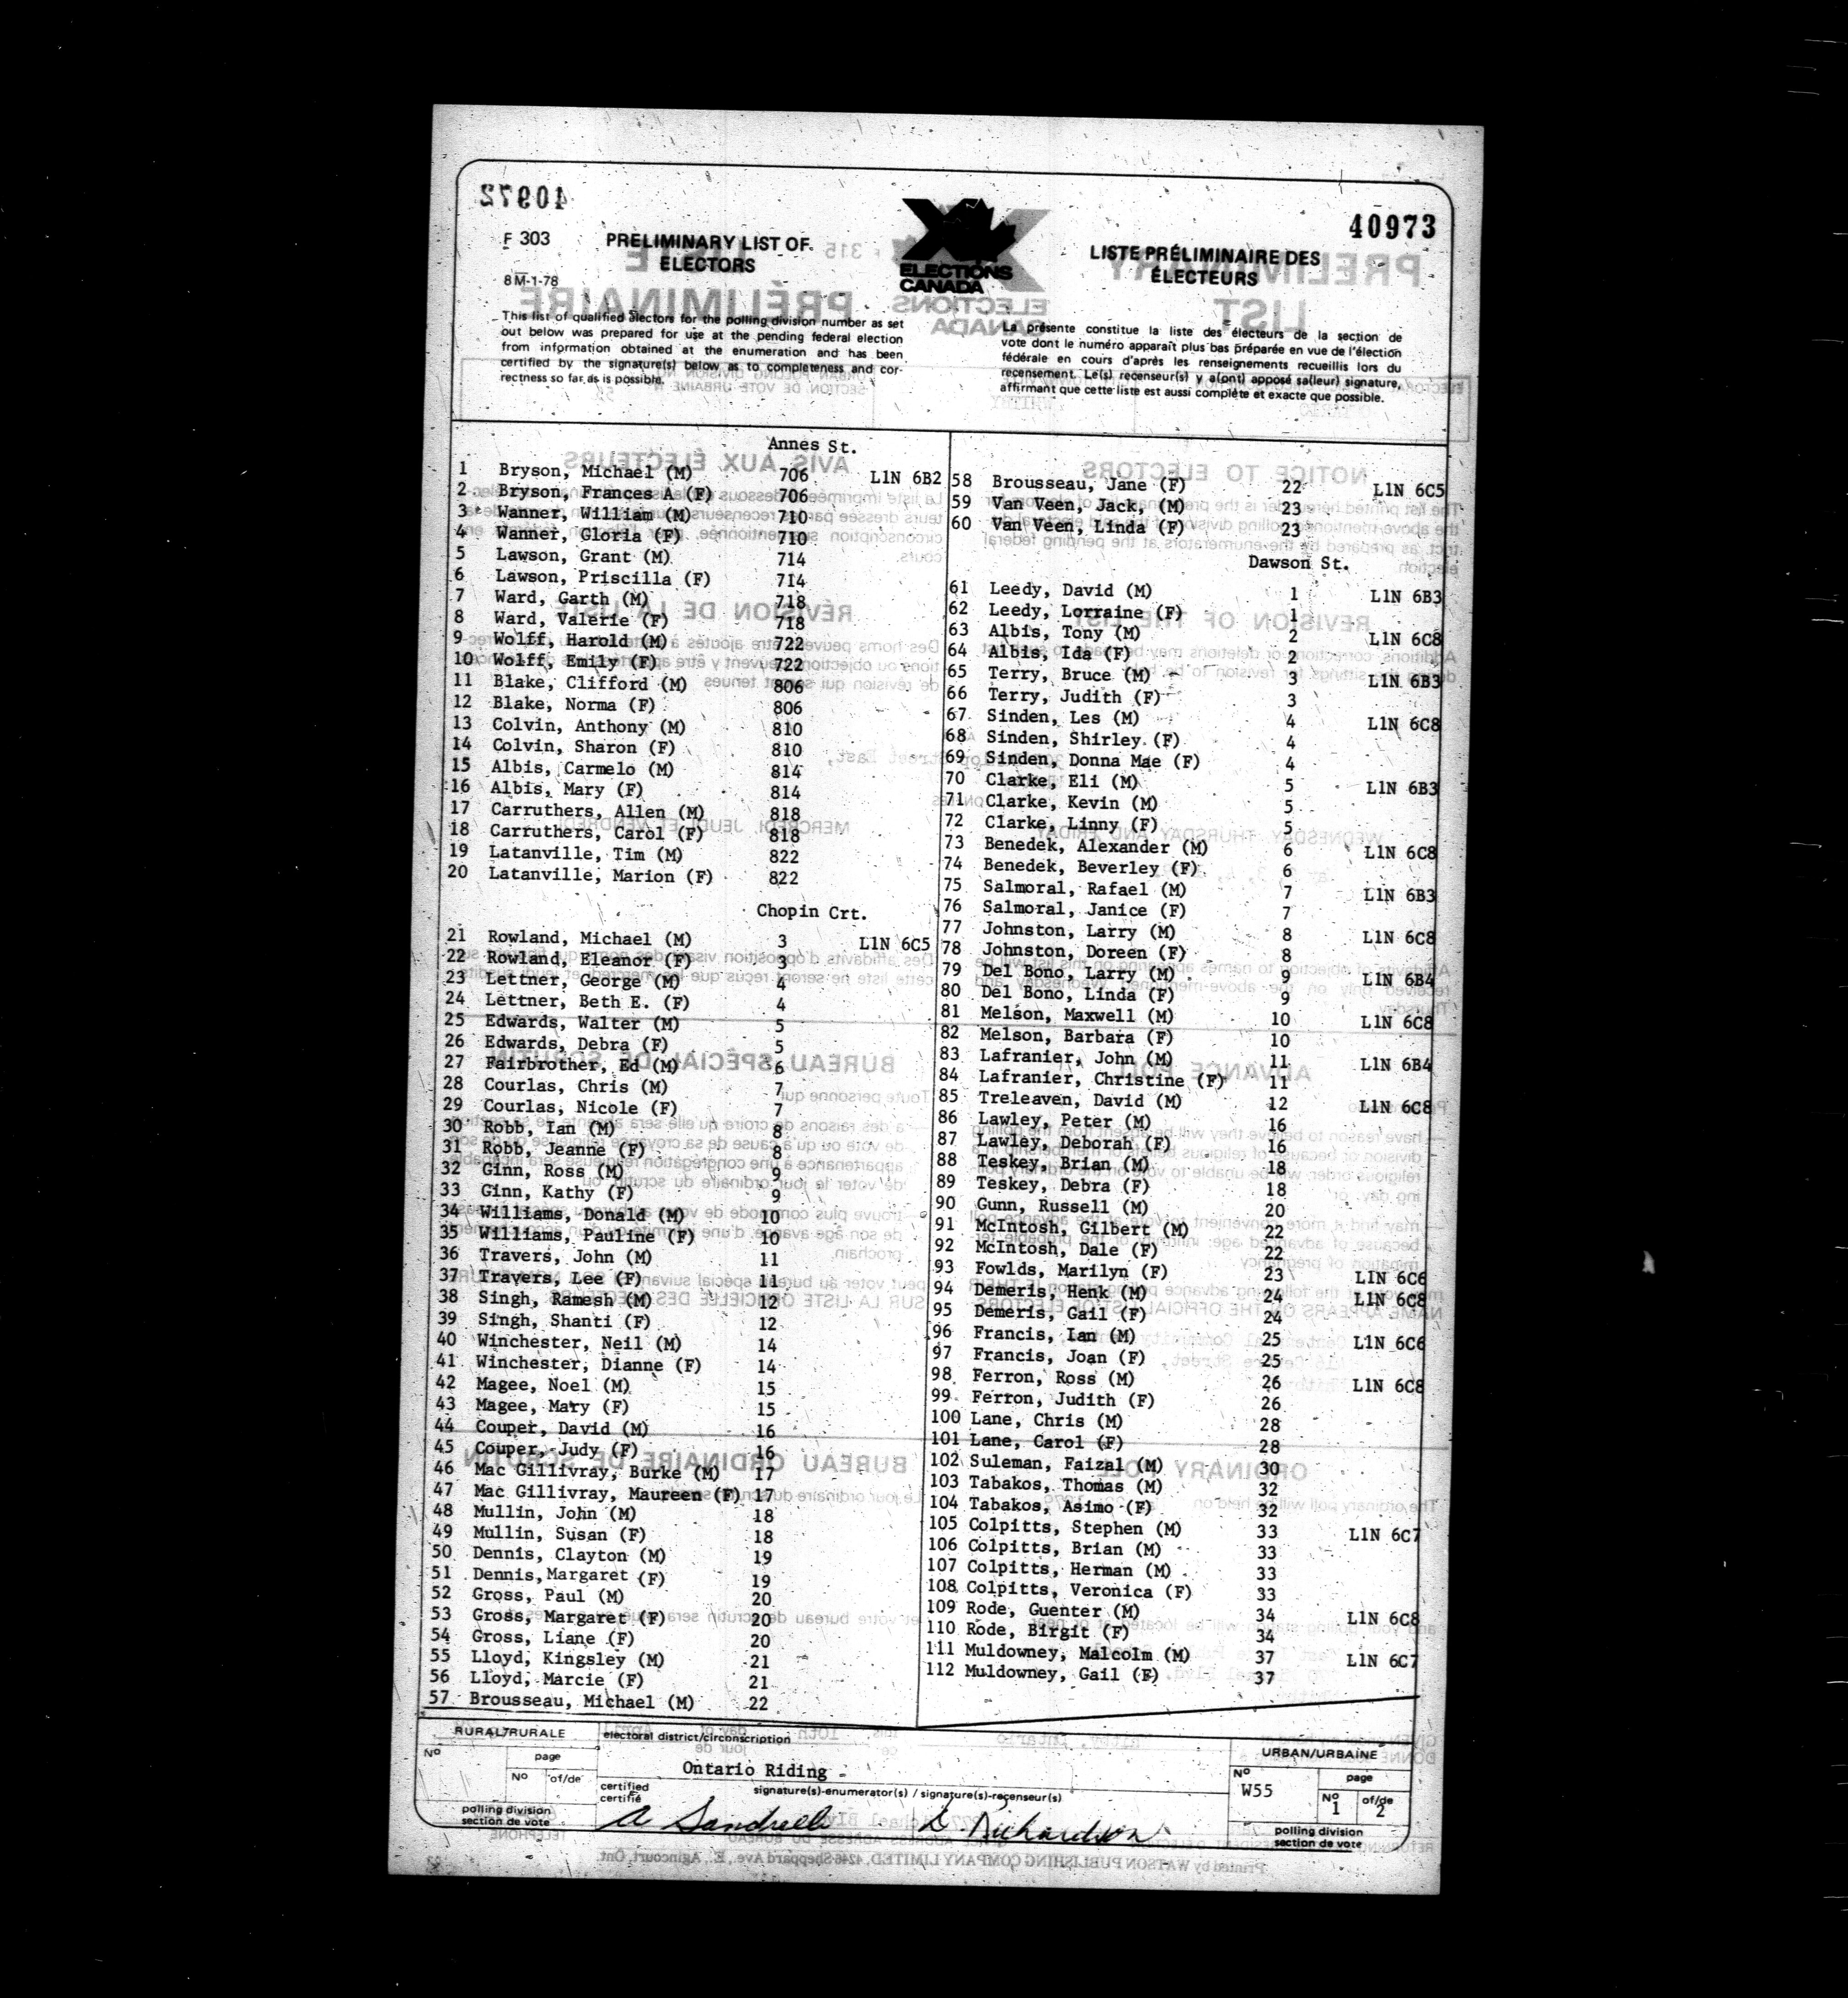 40973
F 303
PRELIMINARY LIST OF
ELECTORS
8 M-1-78
ELECTIONS
CANADA
LISTE PRÉLIMINAIRE DES
ÉLECTEURS
This list of qualified electors for the polling division number as set
out below was prepared for use at the pending federal election
from information obtained at the enumeration and has been
certified by the signature(s) below as to completeness and cor-
rectness so far as is possible.
La présente constitue la liste des électeurs de la section de
vote dont le numéro apparaît plus bas préparée en vue de l'élection
fédérale en cours d'après les renseignements recueillis lors du
recensement. Le(s) recenseur(s) y a(ont) apposé sa(leur) signature,
affirmant que cette liste est aussi complète et exacte que possible.
Annes St.
1 Bryson, Michael (M) 706 L1N 6B2
2 Bryson, Frances A (F) 706
3 Wanner, William (M) 710
4 Wanner, Gloria (F) 710
5 Lawson, Grant (M) 714
6 Lawson, Priscilla (F) 714
7 Ward, Garth (M) 718
8 Ward, Valerie (F) 718
9 Wolff, Harold (M) 722
10 Wolff, Emily (F) 722
11 Blake, Clifford (M) 806
12 Blake, Norma (F) 806
13 Colvin, Anthony (M) 810
14 Colvin, Sharon (F) 810
15 Albis, Carmelo (M) 814
16 Albis, Mary (F) 814
17 Carruthers, Allen (M) 818
18 Carruthers, Carol (F) 818
19 Latanville, Tim (M) 822
20 Latanville, Marion (F) 822
Chopin Crt.
21 Rowland, Michael (M) 3 L1N 6C5
22 Rowland, Eleanor (F) 3
23 Lettner, George (M) 4
24 Lettner, Beth E. (F) 4
25 Edwards, Walter (M) 5
26 Edwards, Debra (F) 5
27 Fairbrother, Ed (M) 6
28 Courlas, Chris (M) 7
29 Courlas, Nicole (F) 7
30 Robb, Ian (M) 8
31 Robb, Jeanne (F) 8
32 Ginn, Ross (M) 9
33 Ginn, Kathy (F) 9
34 Williams, Donald (M) 10
35 Williams, Pauline (F) 10
36 Travers, John (M) 11
37 Travers, Lee (F) 11
38 Singh, Ramesh (M) 12
39 Singh, Shanti (F) 12
40 Winchester, Neil (M) 14
41 Winchester, Dianne (F) 14
42 Magee, Noel (M) 15
43 Magee, Mary (F) 15
44 Couper, David (M) 16
45 Couper, Judy (F) 16
46 Mac Gillivray, Burke (M) 17
47 Mac Gillivray, Maureen (F) 17
48 Mullin, John (M) 18
49 Mullin, Susan (F) 18
50 Dennis, Clayton (M) 19
51 Dennis, Margaret (F) 19
52 Gross, Paul (M) 20
53 Gross, Margaret (F) 20
54 Gross, Liane (F) 20
55 Lloyd, Kingsley (M) 21
56 Lloyd, Marcie (F) 21
57 Brousseau, Michael (M) 22
58 Brousseau, Jane (F) 22 L1N 6C5
59 Van Veen, Jack, (M) 23
60 Van Veen, Linda (F) 23
Dawson St.
61 Leedy, David (M) 1 L1N 6B3
62 Leedy, Lorraine (F) 1
63 Albis, Tony (M) 2 L1N 6C8
64 Albis, Ida (F) 2
65 Terry, Bruce (M) 3 L1N 6B3
66 Terry, Judith (F) 3
67 Sinden, Les (M) 4 L1N 6C8
68 Sinden, Shirley (F) 4
69 Sinden, Donna Mae (F) 4
70 Clarke, Eli (M) 5 L1N 6B3
71 Clarke, Kevin (M) 5
72 Clarke, Linny (F) 5
73 Benedek, Alexander (M) 6 L1N 6C8
74 Benedek, Beverley (F) 6
75 Salmoral, Rafael (M) 7 L1N 6B3
76 Salmoral, Janice (F) 7
77 Johnston, Larry (M) 8 L1N 6C8
78 Johnston, Doreen (F) 8
79 Del Bono, Larry (M) 9 L1N 6B4
80 Del Bono, Linda (F) 9
81 Melson, Maxwell (M) 10 L1N 6C8
82 Melson, Barbara (F) 10
83 Lafranier, John (M) 11 L1N 6B4
84 Lafranier, Christine (F) 11
85 Treleaven, David (M) 12 L1N 6C8
86 Lawley, Peter (M) 16
87 Lawley, Deborah (F) 16
88 Teskey, Brian (M) 18
89 Teskey, Debra (F) 18
90 Gunn, Russell (M) 20
91 McIntosh, Gilbert (M) 22
92 McIntosh, Dale (F) 22
93 Fowlds, Marilyn (F) 23 L1N 6C6
94 Demeris, Henk (M) 24 L1N 6C8
95 Demeris, Gail (F) 24
96 Francis, Ian (M) 25 L1N 6C6
97 Francis, Joan (F) 25
98 Ferron, Ross (M) 26 L1N 6C8
99 Ferron, Judith (F) 26
100 Lane, Chris (M) 28
101 Lane, Carol (F) 28
102 Suleman, Faizal (M) 30
103 Tabakos, Thomas (M) 32
104 Tabakos, Asimo (F) 32
105 Colpitts, Stephen (M) 33 L1N 6C7
106 Colpitts, Brian (M) 33
107 Colpitts, Herman (M) 33
108 Colpitts, Veronica (F) 33
109 Rode, Guenter (M) 34 L1N 6C8
110 Rode, Birgit (F) 34
111 Muldowney, Malcolm (M) 37 L1N 6C7
112 Muldowney, Gail (F) 37
RURAL/RURALE
No
page
No of/de
polling division
section de vote
electoral district/circonscription
Ontario Riding
certified
certifié
signature(s)-enumerator(s) / signature(s)-recenseur(s)
A L Richardson
URBAN/URBAINE
No
W55
page
No of/de
1 2
polling division
section de vote